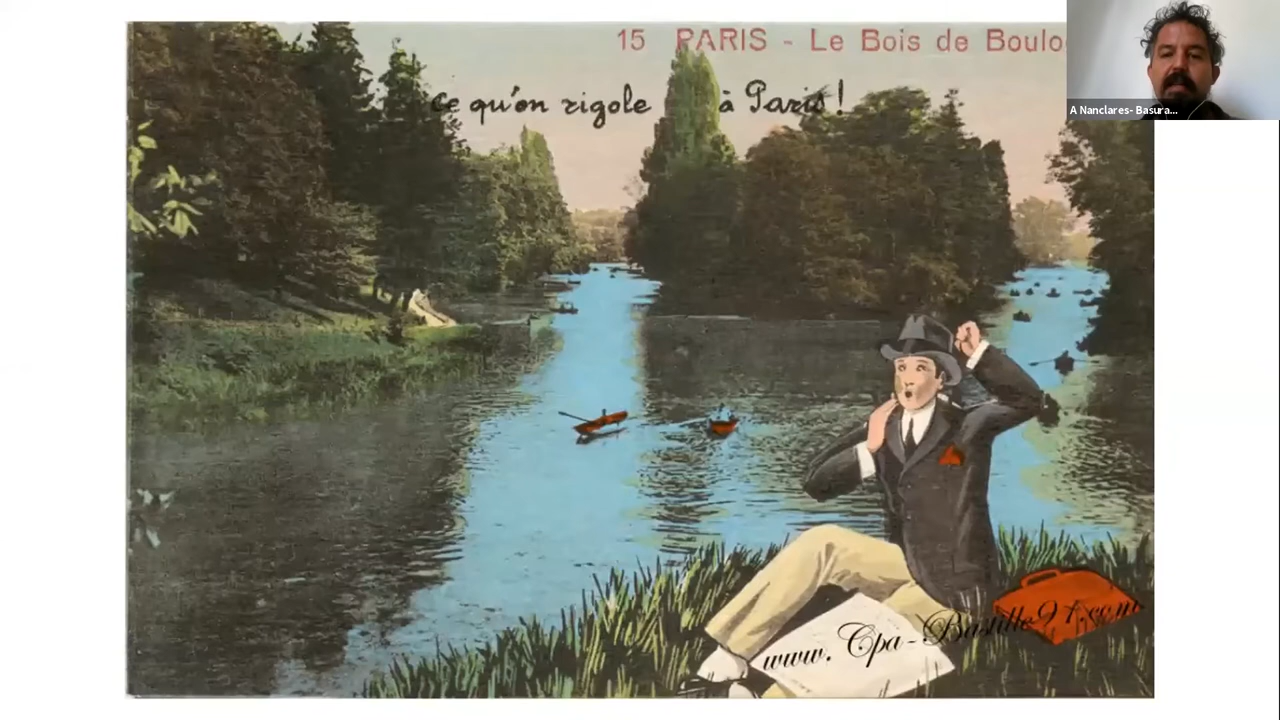 15 PARIS - Le Bois de Boulo
A Nanclares- Basura...
ce qu'on rigole à Paris !
www. Cpa-Bastille91.com